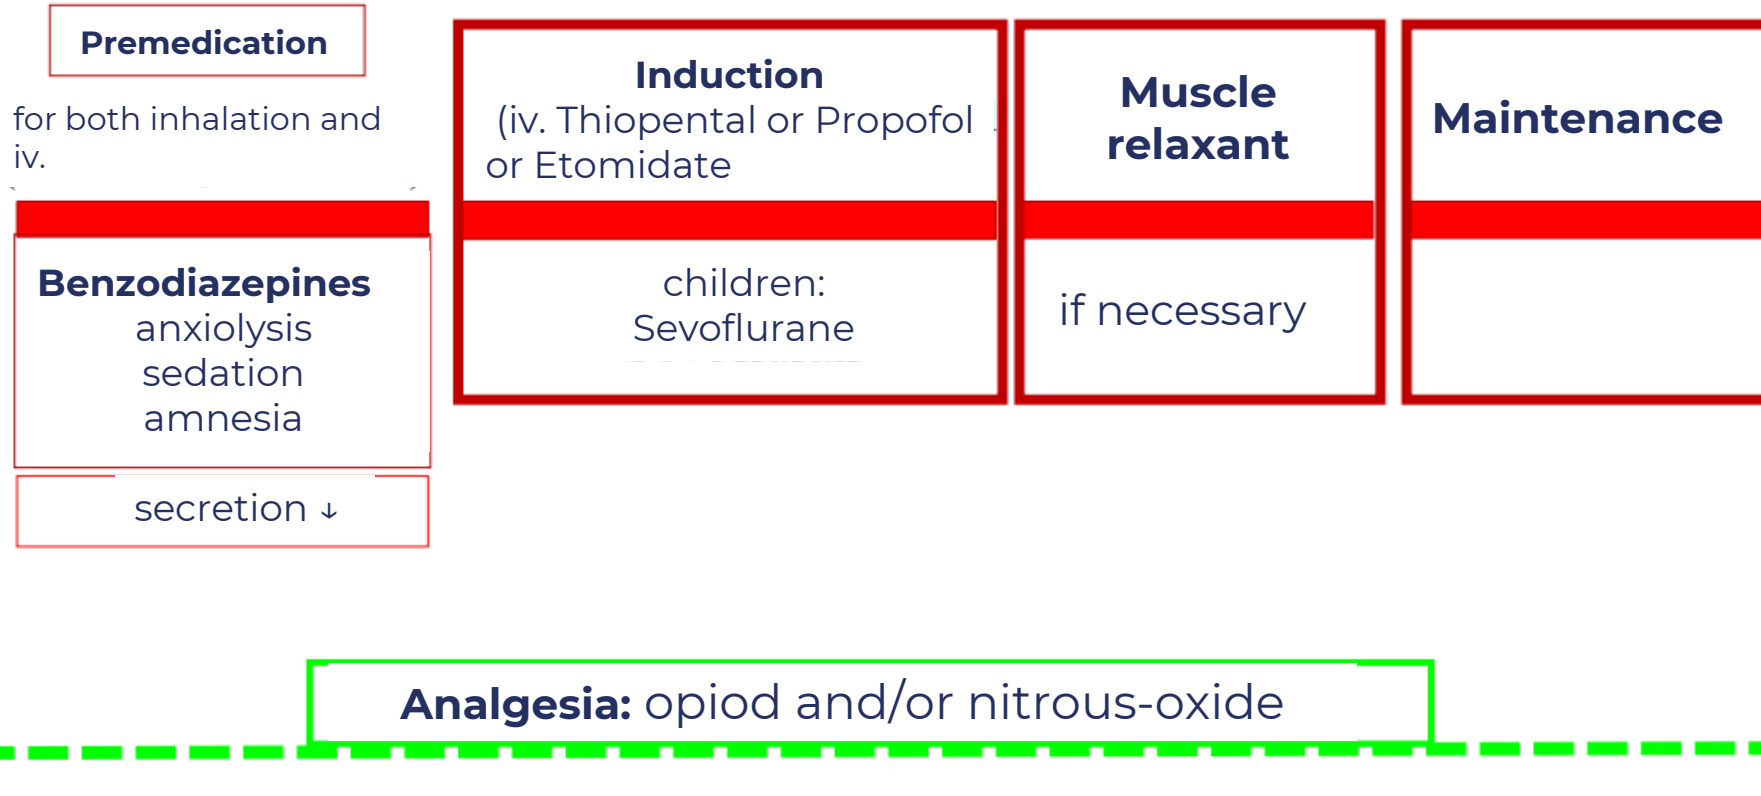 Premedication
for both inhalation and
iv.
Benzodiazepines
anxiolysis
sedation
amnesia
secretion ↓
Induction
(iv. Thiopental or Propofol
or Etomidate
children:
Sevoflurane
Muscle
relaxant
if necessary
Maintenance
Analgesia: opiod and/or nitrous-oxide